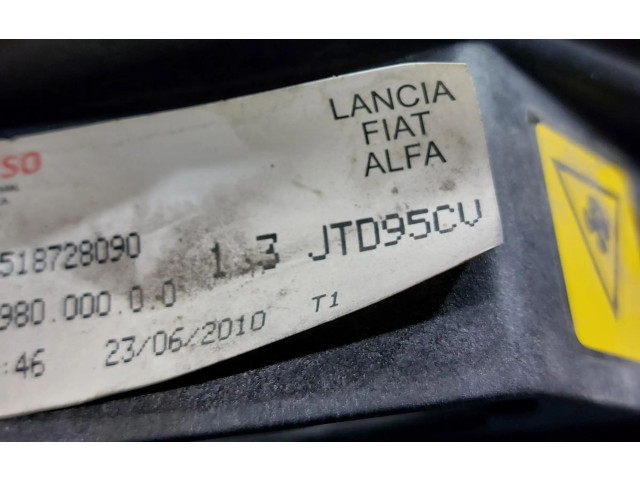 LANCIA
FIAT
ALFA
SO
518728090 1.3 JTD95CV
980.000.0.0
:46 23/06/2010 T1